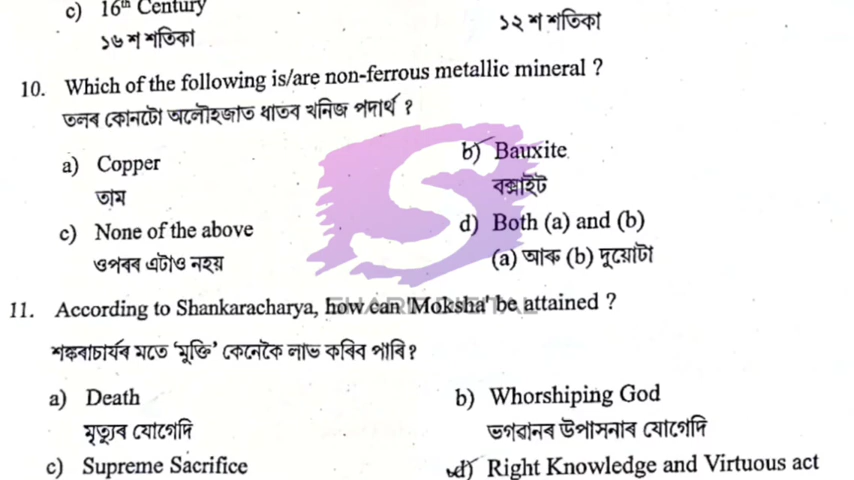 c) 16th Century
১৬ শ শতিকা
১২ শ শতিকা
10. Which of the following is/are non-ferrous metallic mineral ?
তলৰ কোনটো অলৌহজাত ধাতব খনিজ পদাৰ্থ ?
a) Copper
তাম
b) Bauxite
বক্সাইট
c) None of the above
ওপৰৰ এটাও নহয়
d) Both (a) and (b)
(a) আৰু (b) দুয়োটা
11. According to Shankaracharya, how can 'Moksha' be attained ?
শঙ্কৰাচাৰ্যৰ মতে ‘মুক্তি’ কেনেকৈ লাভ কৰিব পাৰি?
a) Death
মৃত্যুৰ যোগেদি
b) Whorshiping God
ভগৱানৰ উপাসনাৰ যোগেদি
c) Supreme Sacrifice
d) Right Knowledge and Virtuous act